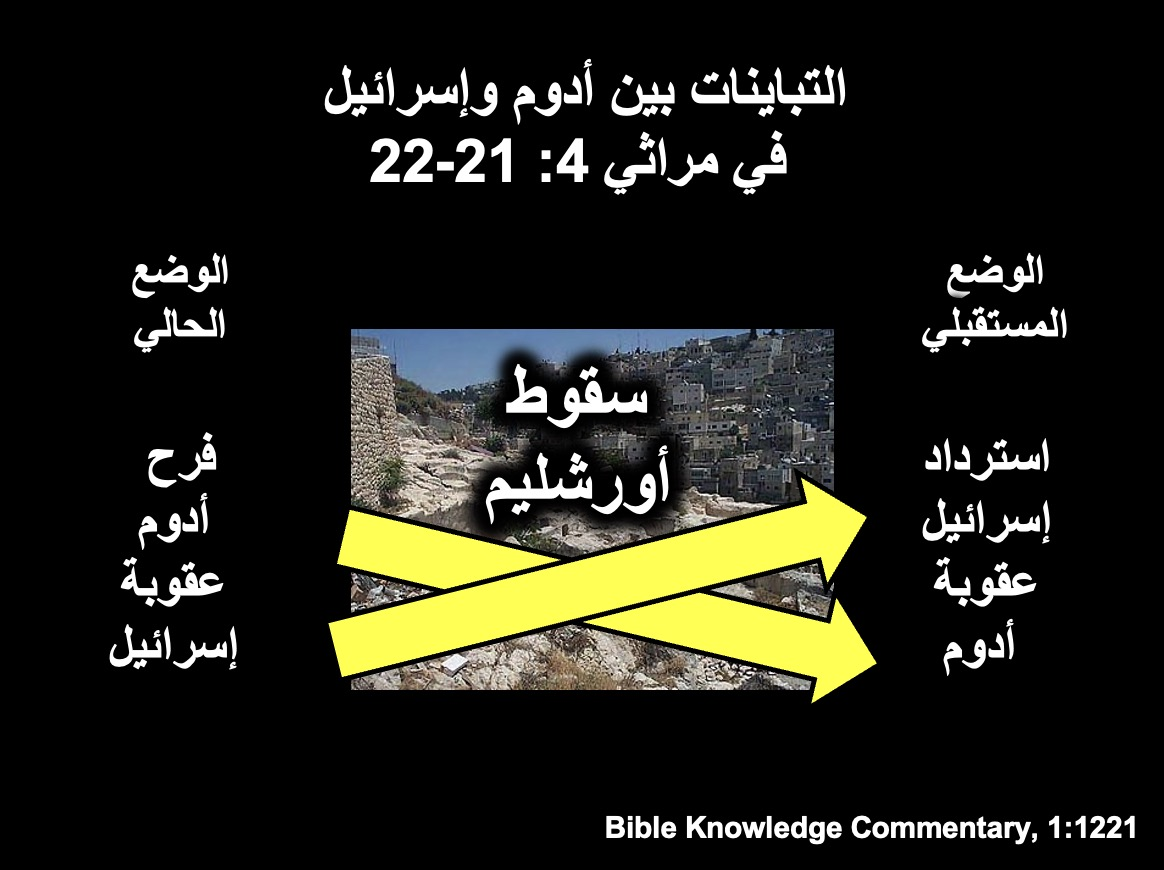 التباينات بين أدوم وإسرائيل
في مراثي 4: 21-22
الوضع
الحالي
فرح
أدوم
عقوبة
إسرائيل
سقوط
أورشليم
الوضع
المستقبلي
استرداد
إسرائيل
عقوبة
أدوم
Bible Knowledge Commentary, 1:1221